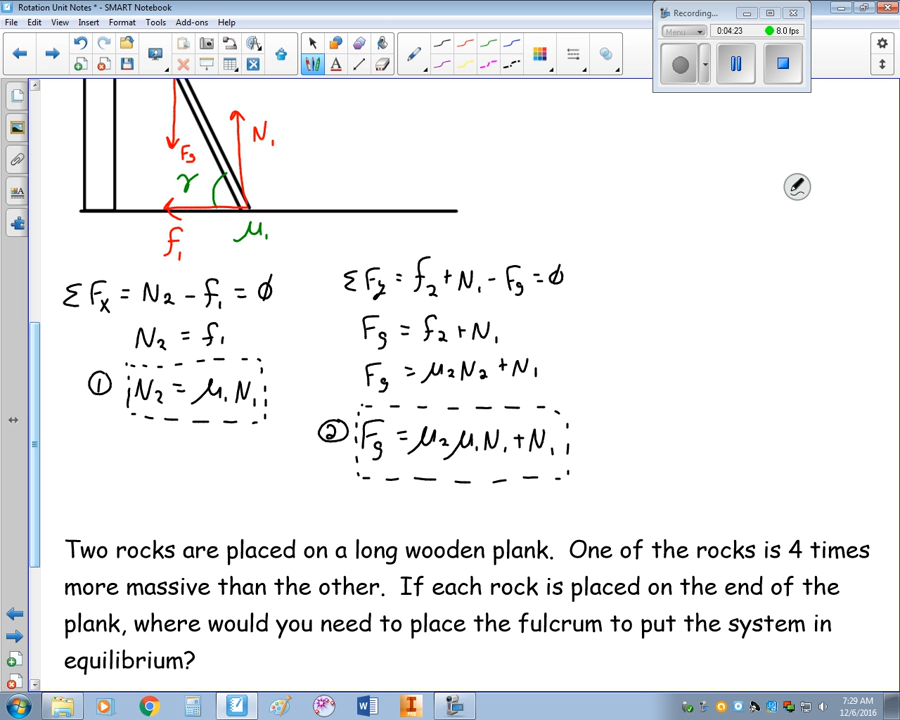 Rotation Unit Notes * - SMART Notebook
File Edit View Insert Format Tools Add-ons Help
Recording...
Menu
0:04:23
8.0 fps
Fg
N₁
γ
f₁
μ₁
ΣFx = N₂ - f₁ = ∅
N₂ = f₁
① N₂ = μ₁N₁
ΣFy = f₂ + N₁ - Fg = ∅
Fg = f₂ + N₁
Fg = μ₂N₂ + N₁
② Fg = μ₂μ₁N₁ + N₁
Two rocks are placed on a long wooden plank. One of the rocks is 4 times
more massive than the other. If each rock is placed on the end of the
plank, where would you need to place the fulcrum to put the system in
equilibrium?
7:29 AM
12/6/2016